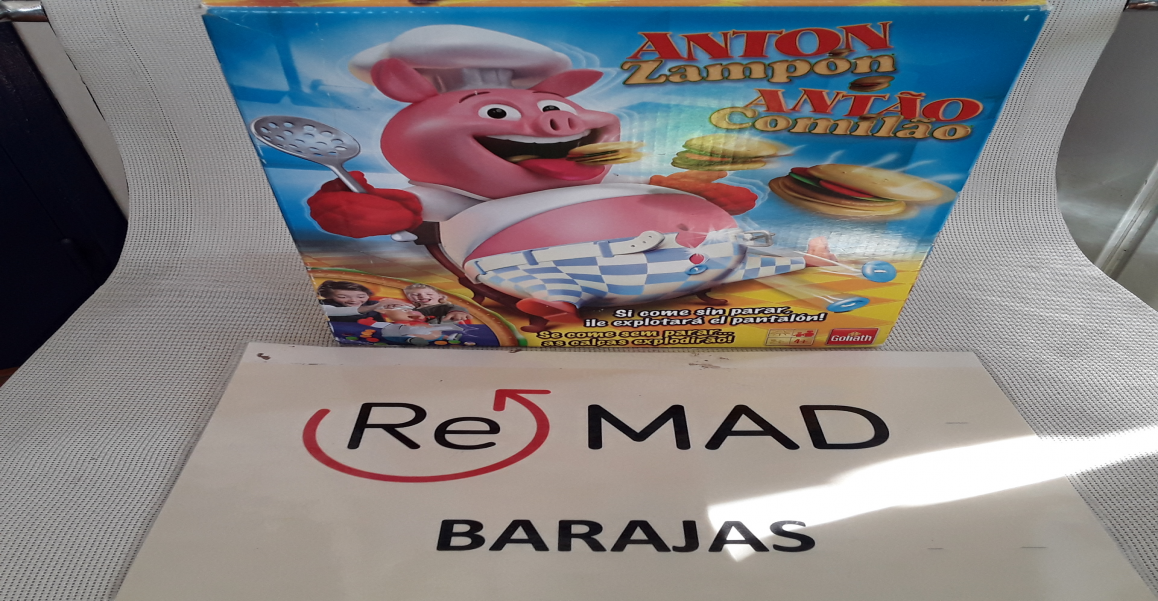 ANTON
Zampón
ANTÃO
Comilão
Si come sin parar,
¡le explotará el pantalón!
Se come sem parar...
as calças explodirão!
Goliath
Re MAD
BARAJAS